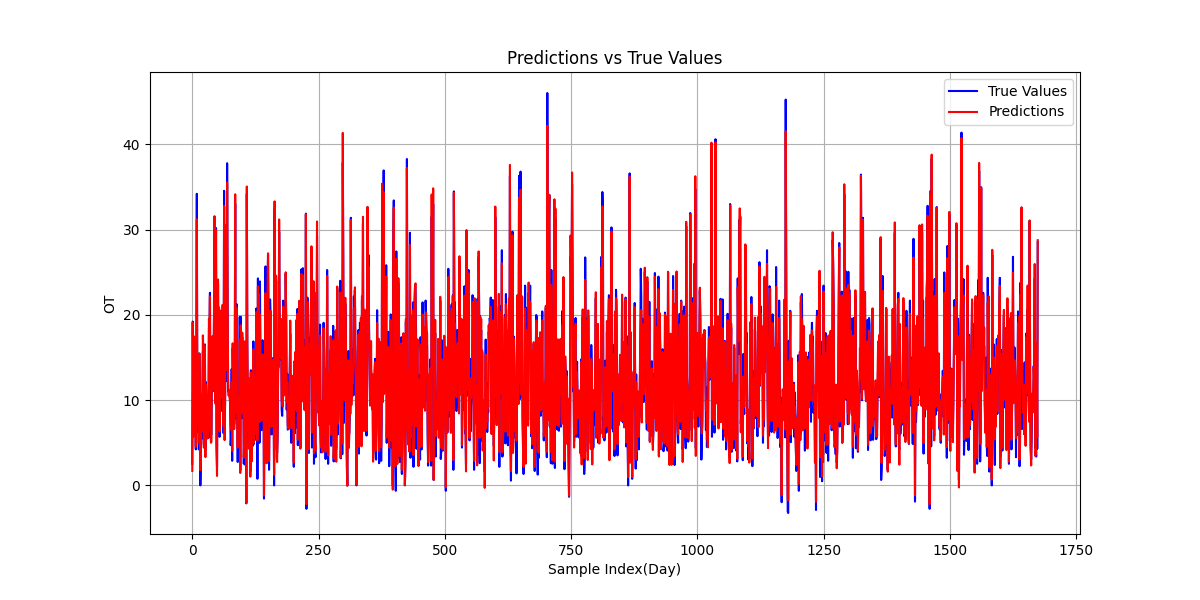 Predictions vs True Values
True Values
Predictions
OT
40
30
20
10
0
0 250 500 750 1000 1250 1500 1750
Sample Index(Day)